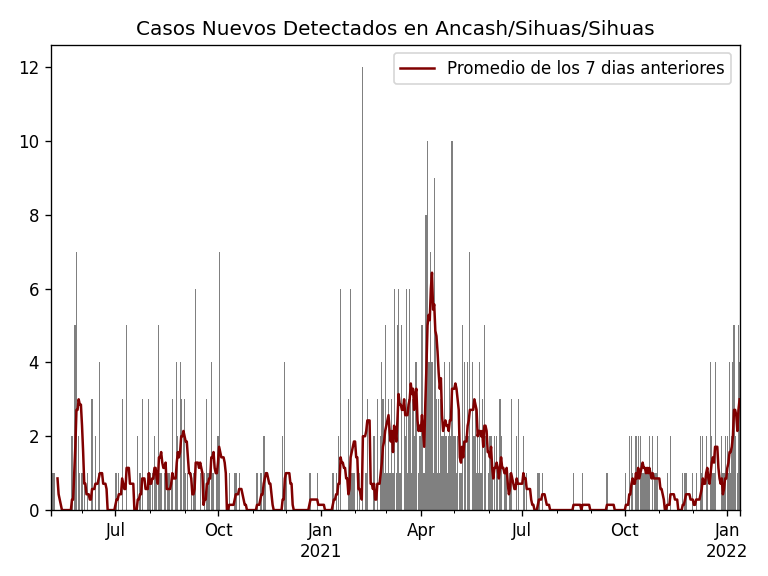 Casos Nuevos Detectados en Ancash/Sihuas/Sihuas
Promedio de los 7 dias anteriores
12
10
8
6
4
2
0
Jul
Oct
Jan
2021
Apr
Jul
Oct
Jan
2022